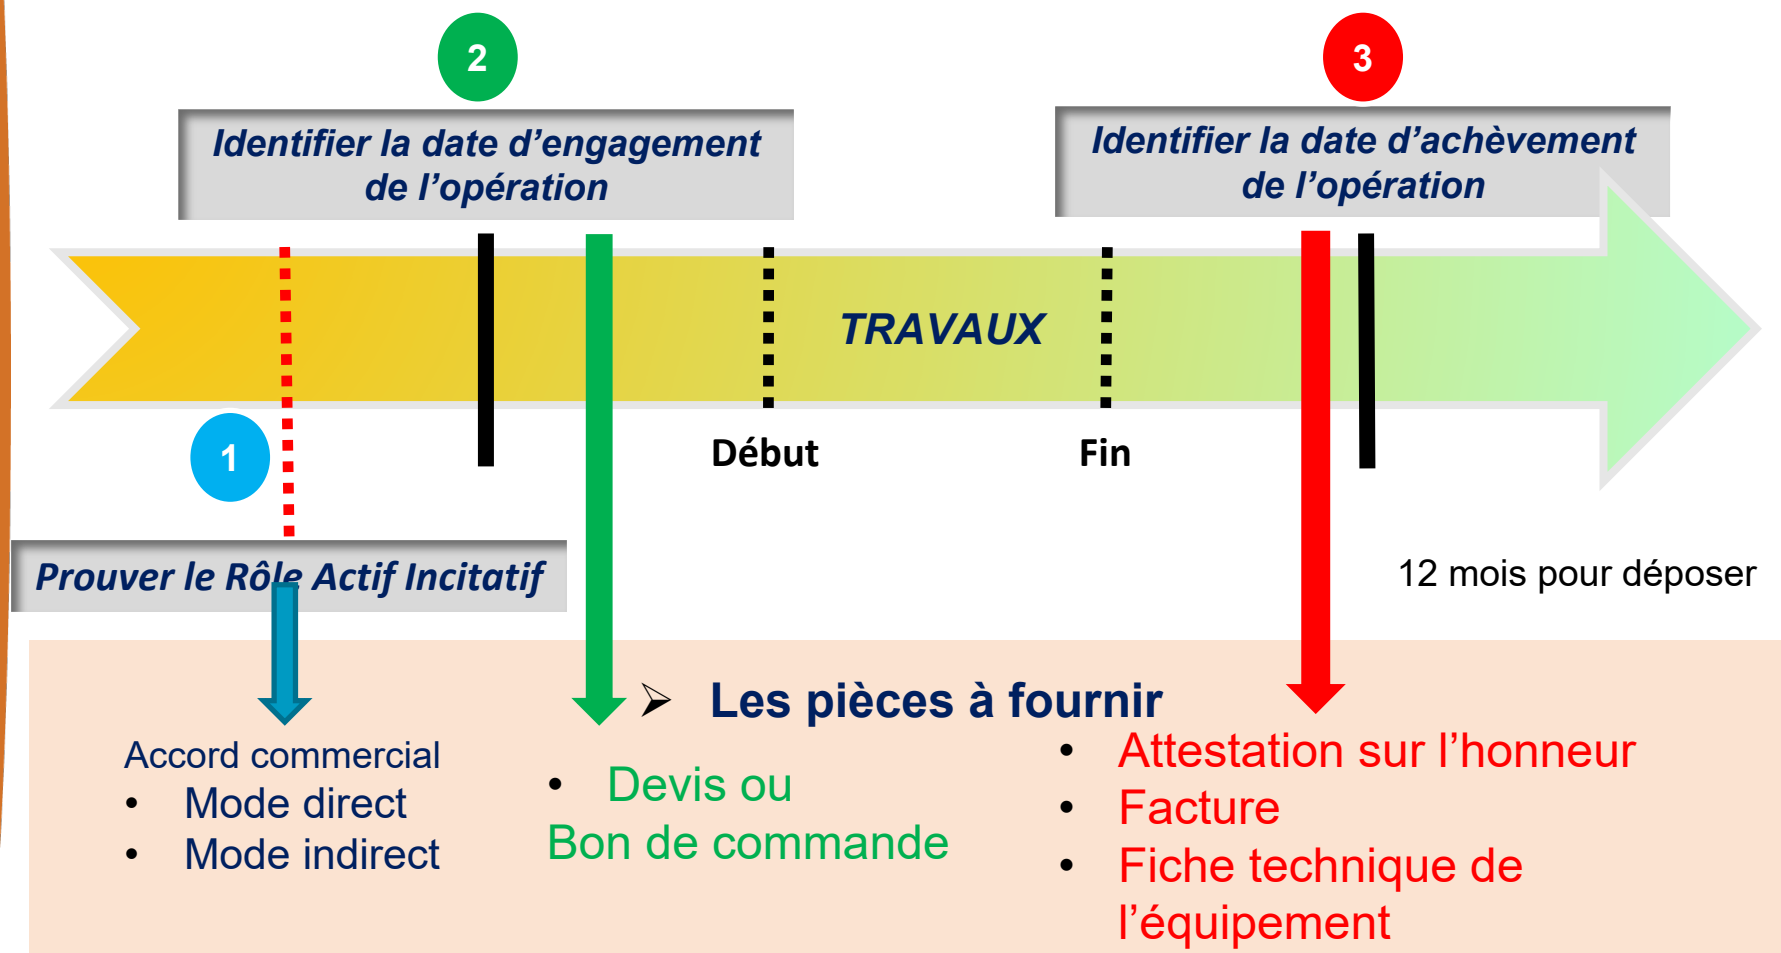 2
3
Identifier la date d’engagement
de l’opération
Identifier la date d’achèvement
de l’opération
TRAVAUX
1
Début
Fin
Prouver le Rôle Actif Incitatif
12 mois pour déposer
➢ Les pièces à fournir
Accord commercial
• Mode direct
• Mode indirect
• Devis ou
Bon de commande
• Attestation sur l’honneur
• Facture
• Fiche technique de
l’équipement